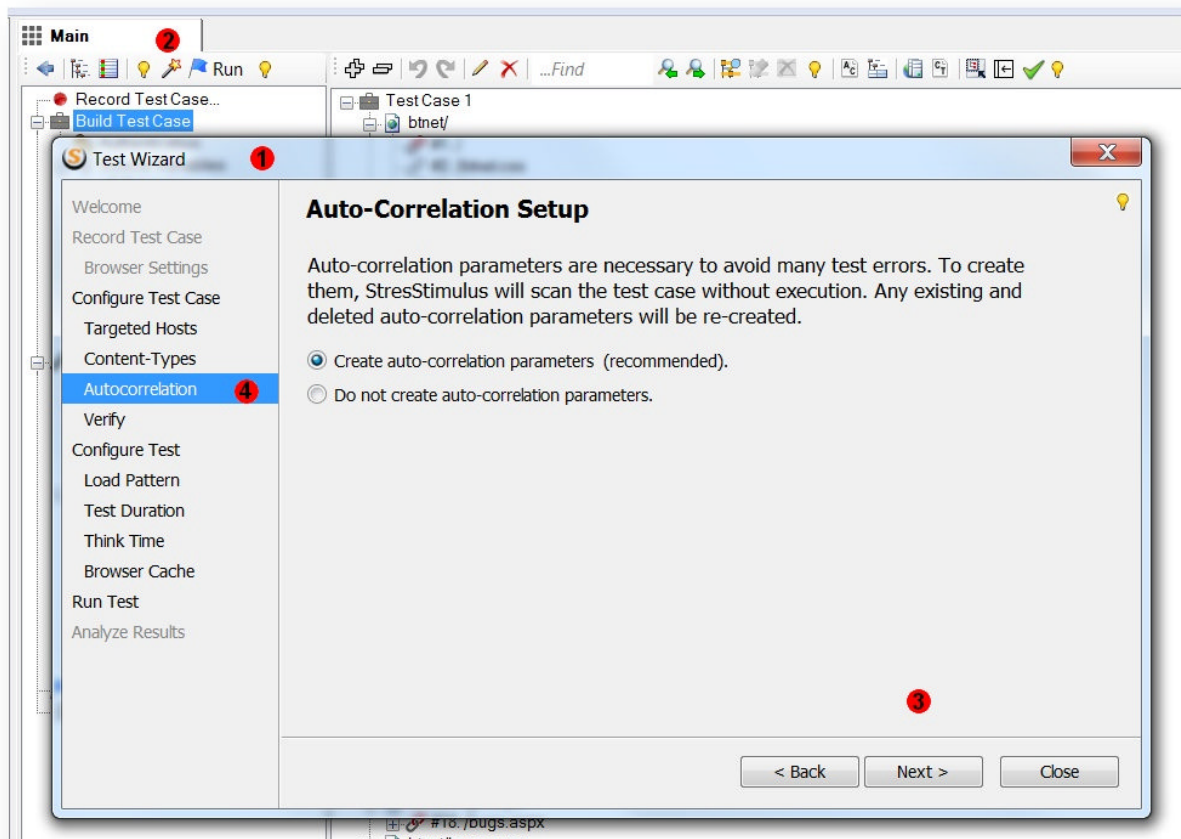 Main
2
Run
...Find
Record Test Case...
Build Test Case
Test Case 1
btnet/
Test Wizard
1
X
Welcome
Record Test Case
Browser Settings
Configure Test Case
Targeted Hosts
Content-Types
Autocorrelation
4
Verify
Configure Test
Load Pattern
Test Duration
Think Time
Browser Cache
Run Test
Analyze Results
Auto-Correlation Setup
Auto-correlation parameters are necessary to avoid many test errors. To create
them, StresStimulus will scan the test case without execution. Any existing and
deleted auto-correlation parameters will be re-created.
Create auto-correlation parameters (recommended).
Do not create auto-correlation parameters.
3
< Back
Next >
Close
#18. /bugs.aspx